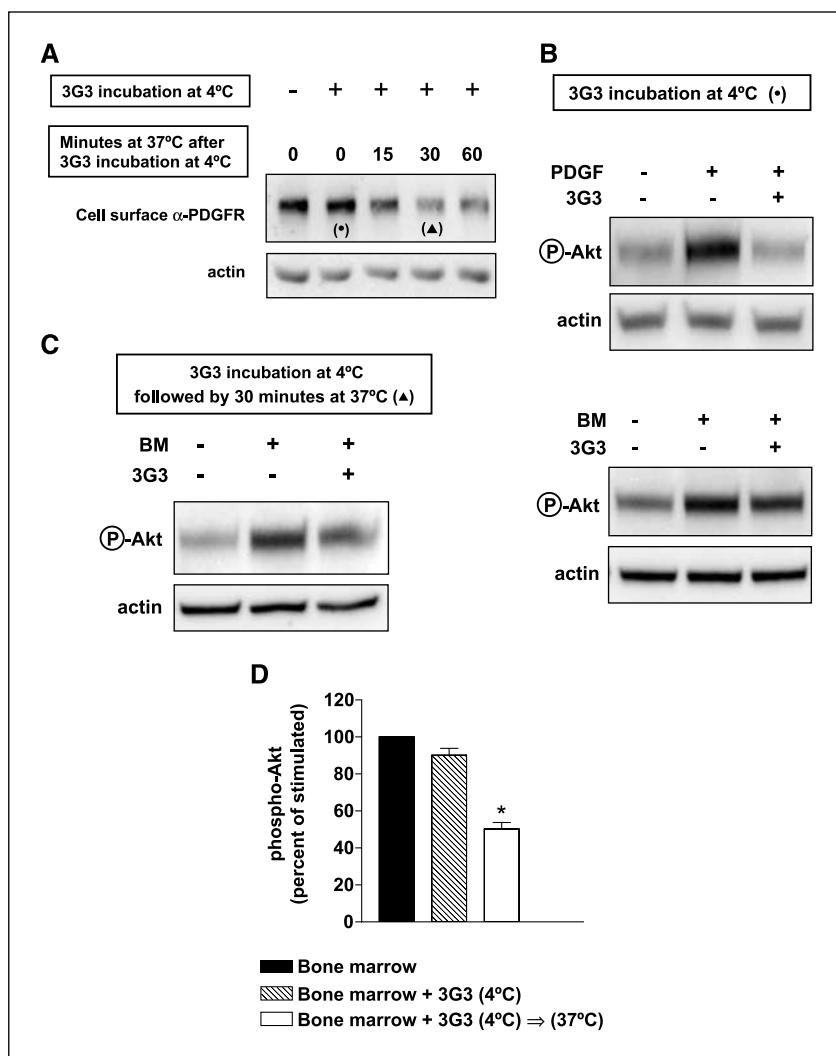 A
3G3 incubation at 4ºC
- + + + +
Minutes at 37ºC after
3G3 incubation at 4ºC
0 0 15 30 60
Cell surface α-PDGFR
(•) (▲)
actin
B
3G3 incubation at 4ºC (•)
PDGF - + +
3G3 - - +
Ⓟ-Akt
actin
BM - + +
3G3 - - +
Ⓟ-Akt
actin
C
3G3 incubation at 4ºC
followed by 30 minutes at 37ºC (▲)
BM - + +
3G3 - - +
Ⓟ-Akt
actin
D
phospho-Akt
(percent of stimulated)
100
80
60
40
20
0
*
Bone marrow
Bone marrow + 3G3 (4ºC)
Bone marrow + 3G3 (4ºC) ⇒ (37ºC)